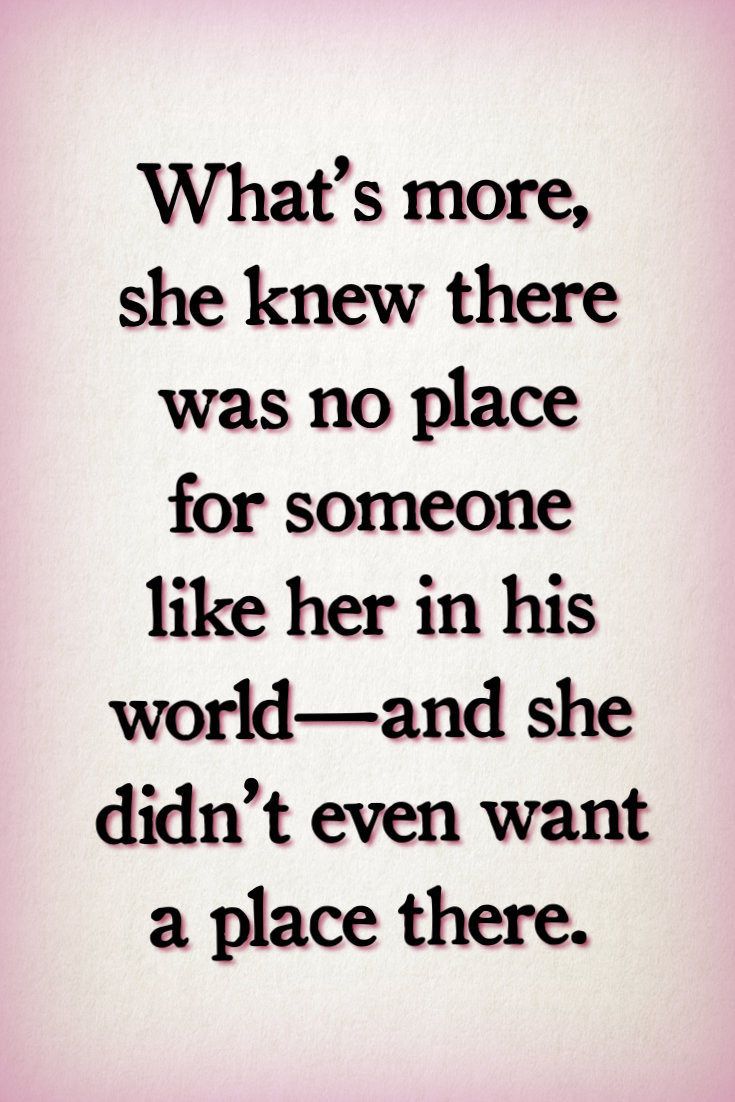 What’s more,
she knew there
was no place
for someone
like her in his
world—and she
didn’t even want
a place there.